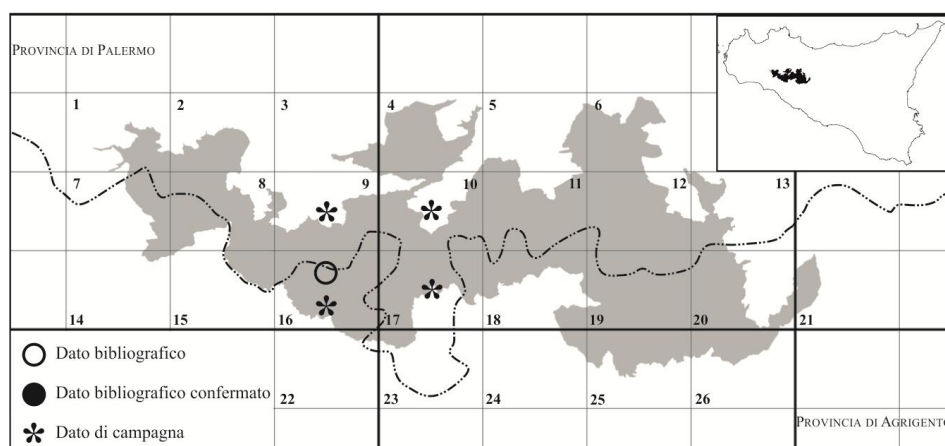 PROVINCIA DI PALERMO
1 2 3 4 5 6
7 8 9 10 11 12 13
14 15 16 17 18 19 20 21
Dato bibliografico
Dato bibliografico confermato
22 23 24 25 26
Dato di campagna
PROVINCIA DI AGRIGENTO